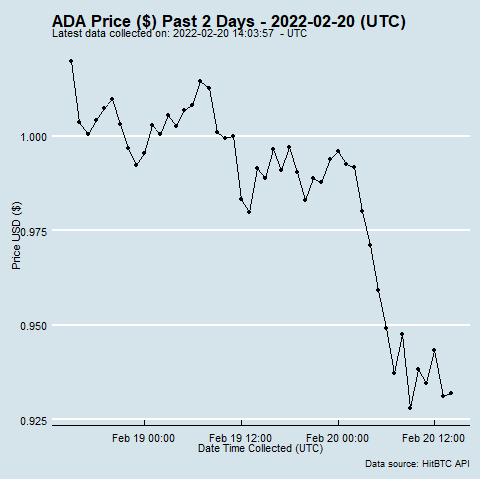 ADA Price ($) Past 2 Days - 2022-02-20 (UTC)
Latest data collected on: 2022-02-20 14:03:57 - UTC
1.000
0.975
0.950
0.925
Price USD ($)
Feb 19 00:00
Feb 19 12:00
Feb 20 00:00
Feb 20 12:00
Date Time Collected (UTC)
Data source: HitBTC API